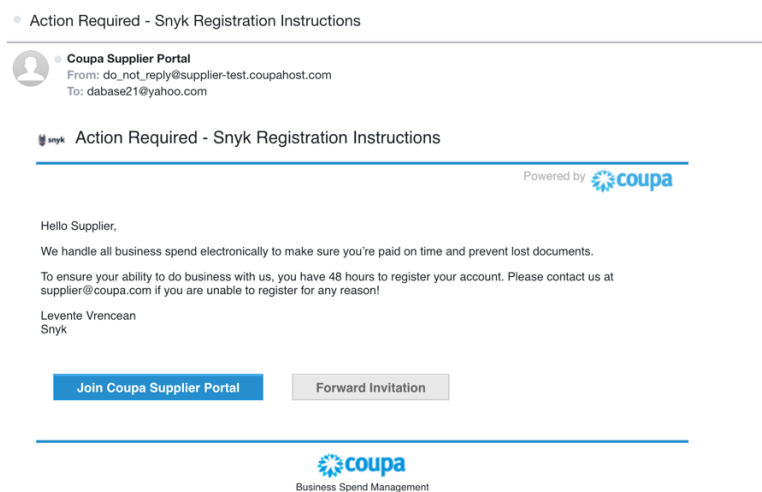 Action Required - Snyk Registration Instructions
Coupa Supplier Portal
From: do_not_reply@supplier-test.coupahost.com
To: dabase21@yahoo.com
snyk Action Required - Snyk Registration Instructions
Powered by coupa
Hello Supplier,
We handle all business spend electronically to make sure you're paid on time and prevent lost documents.
To ensure your ability to do business with us, you have 48 hours to register your account. Please contact us at
supplier@coupa.com if you are unable to register for any reason!
Levente Vrencean
Snyk
Join Coupa Supplier Portal Forward Invitation
coupa
Business Spend Management